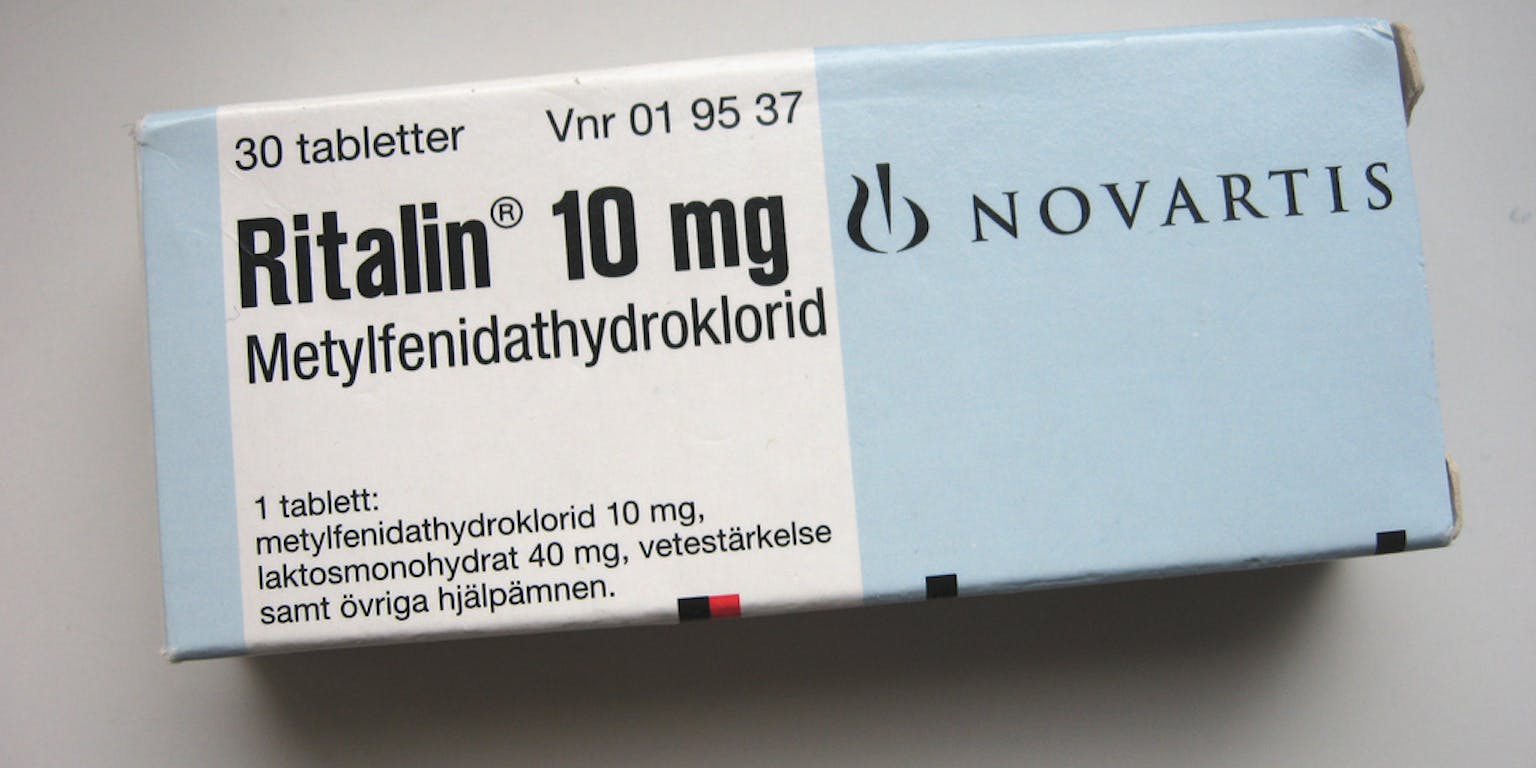 30 tabletter Vnr 01 95 37
Ritalin® 10 mg
Metylfenidathydroklorid
1 tablett:
metylfenidathydroklorid 10 mg,
laktosmonohydrat 40 mg, vetestärkelse
samt övriga hjälpämnen.
NOVARTIS